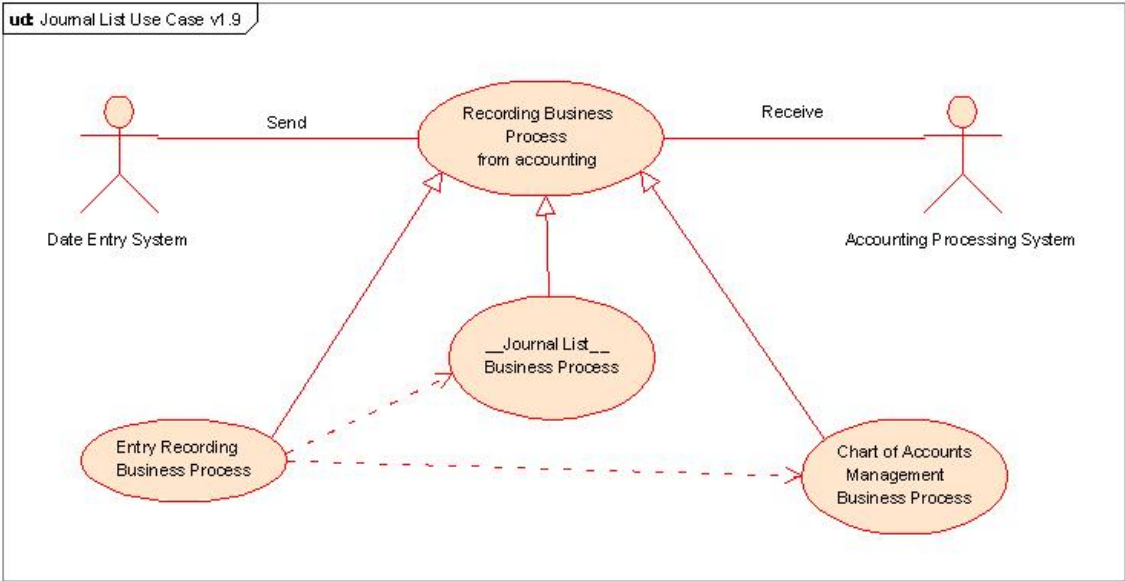 ud: Journal List Use Case v1.9
Send
Recording Business
Process
from accounting
Receive
Date Entry System
Accounting Processing System
__Journal List__
Business Process
Entry Recording
Business Process
Chart of Accounts
Management
Business Process